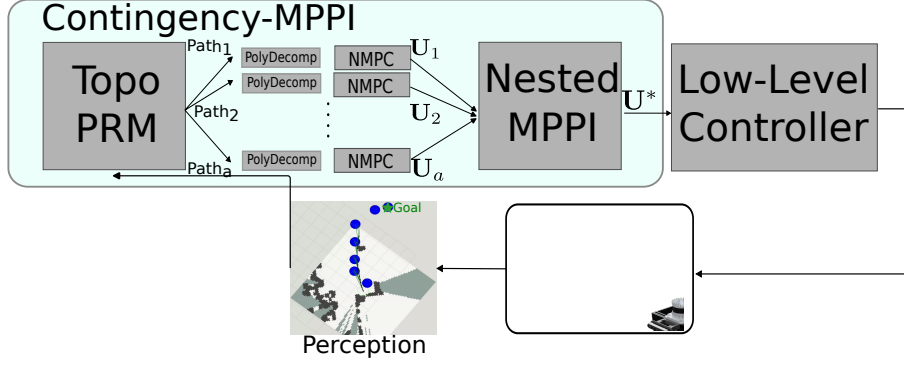 Contingency-MPPI
Topo
PRM
Path1
Path2
Patha
PolyDecomp
PolyDecomp
PolyDecomp
NMPC
NMPC
NMPC
U1
U2
Ua
Nested
MPPI
U*
Low-Level
Controller
Goal
Perception